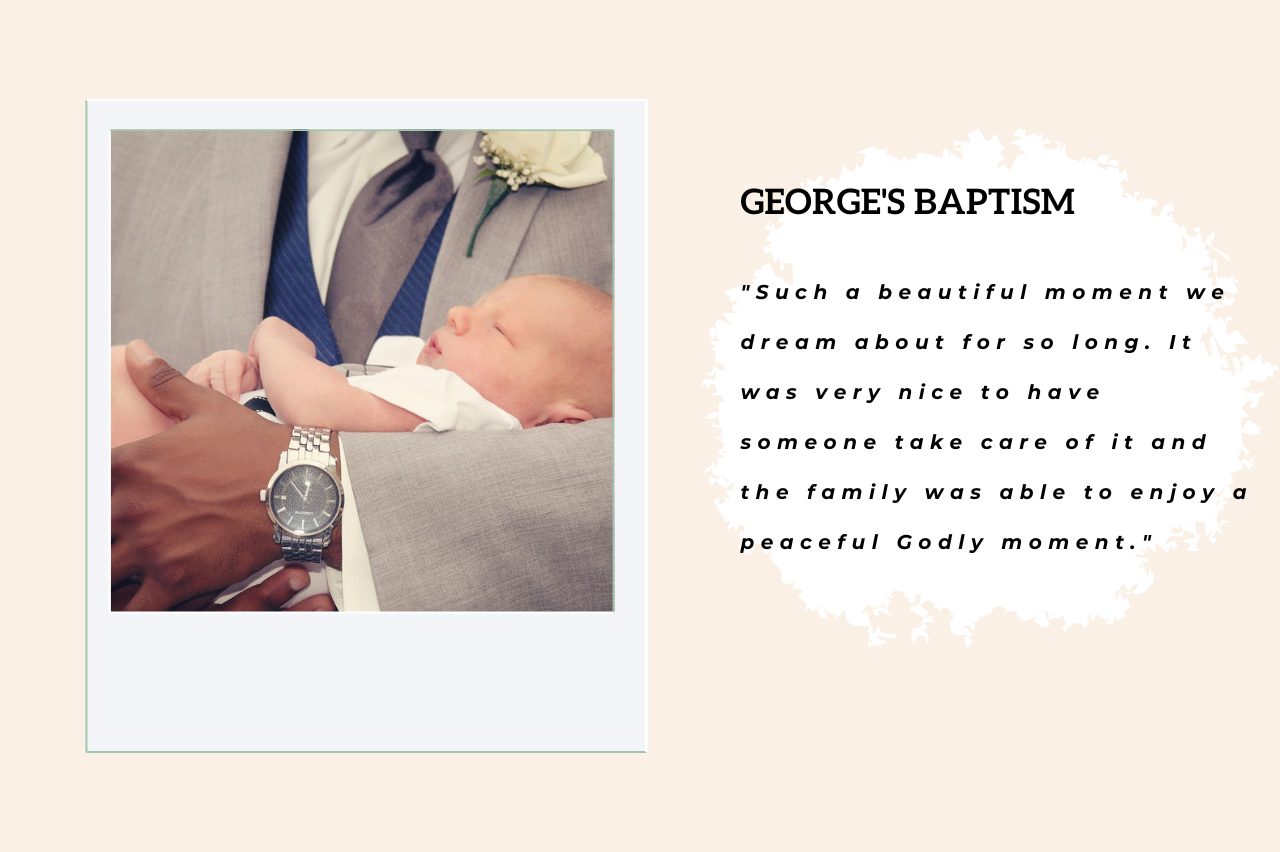 GEORGE'S BAPTISM
"Such a beautiful moment we
dream about for so long. It
was very nice to have
someone take care of it and
the family was able to enjoy a
peaceful Godly moment."